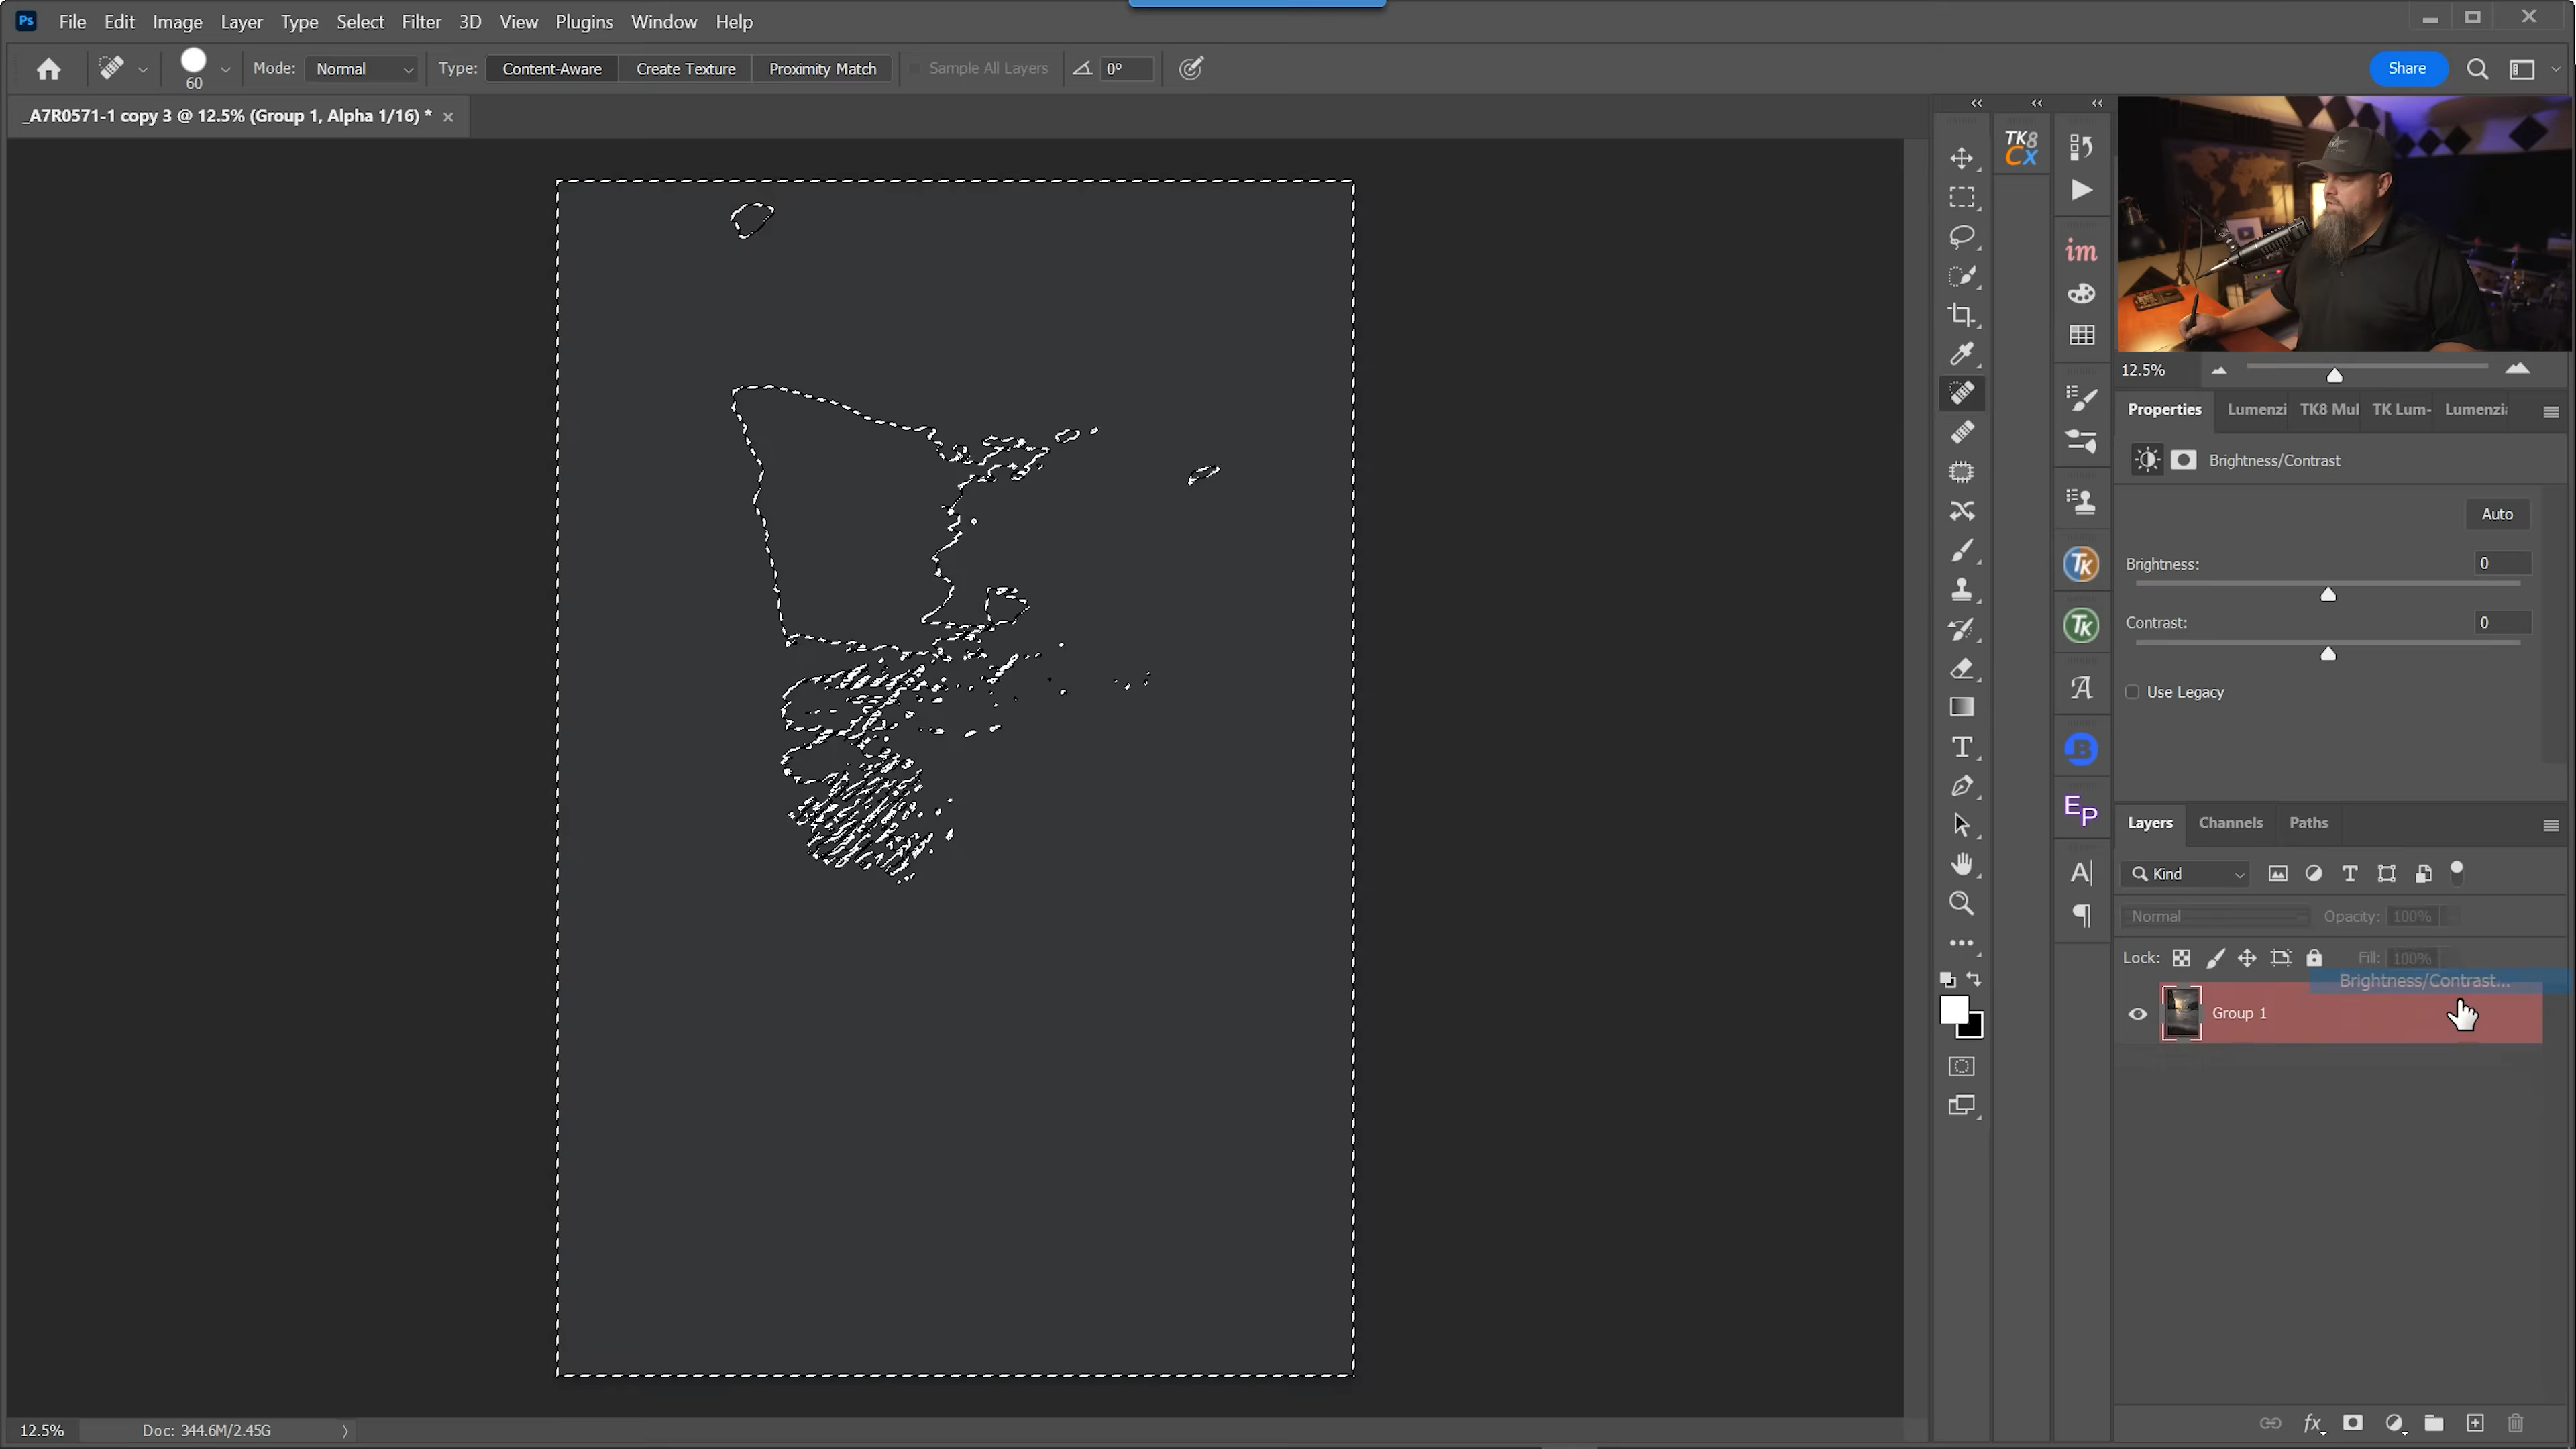 Ps File Edit Image Layer Type Select Filter 3D View Plugins Window Help
60 Mode: Normal Type: Content-Aware Create Texture Proximity Match Sample All Layers 0° Share
_A7R0571-1 copy 3 @ 12.5% (Group 1, Alpha 1/16) *
TK8
Cx
im
12.5%
Properties Lumenzi TK8 Mul TK Lum- Lumenzi
Brightness/Contrast
Auto
Brightness: 0
Contrast: 0
Use Legacy
TK
TK
A
B
EP
A
Layers Channels Paths
Kind
Normal Opacity: 100%
Lock: Fill: 100%
Brightness/Contrast...
Group 1
12.5% Doc: 344.6M/2.45G
fx